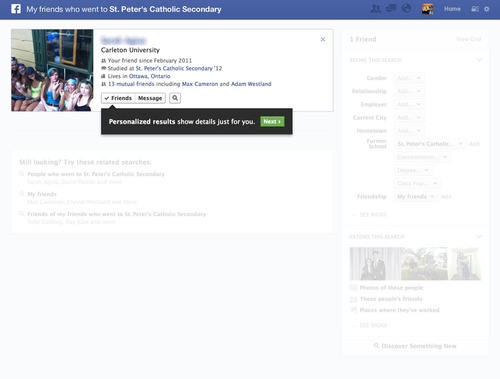 f My friends who went to St. Peter's Catholic Secondary
Home
Carleton University
Your friend since February 2011
Studied at St. Peter's Catholic Secondary '12
Lives in Ottawa, Ontario
13 mutual friends including Max Cameron and Adam Westland
✓ Friends Message
Personalized results show details just for you. Next ›
Still looking? Try these related searches:
People who went to St. Peter's Catholic Secondary
My friends
Friends of my friends who went to St. Peter's Catholic Secondary
1 Friend View Grid
REFINE THIS SEARCH
Gender Add...
Relationship Add...
Employer Add...
Current City Add...
Hometown Add...
Former School St. Peter's Catholic... Add
Concentration...
Degree...
Class Year...
Friendship My friends Add
SEE MORE
EXTEND THIS SEARCH
Photos of these people
These people's friends
Places where they've worked
SEE MORE
Discover Something New